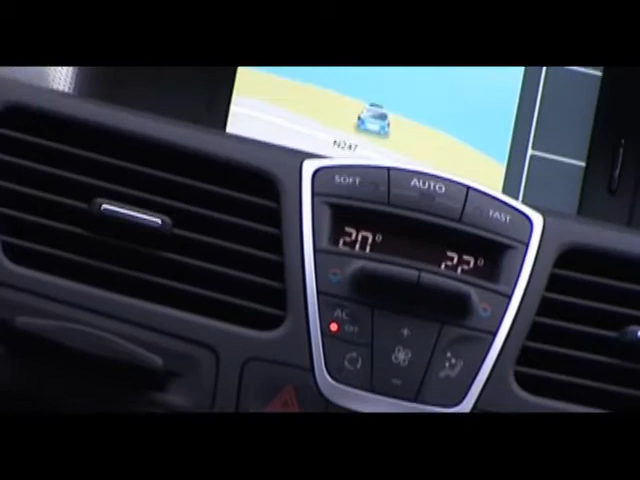 N247
SOFT AUTO FAST
20° 22°
AC
OFF
+
-